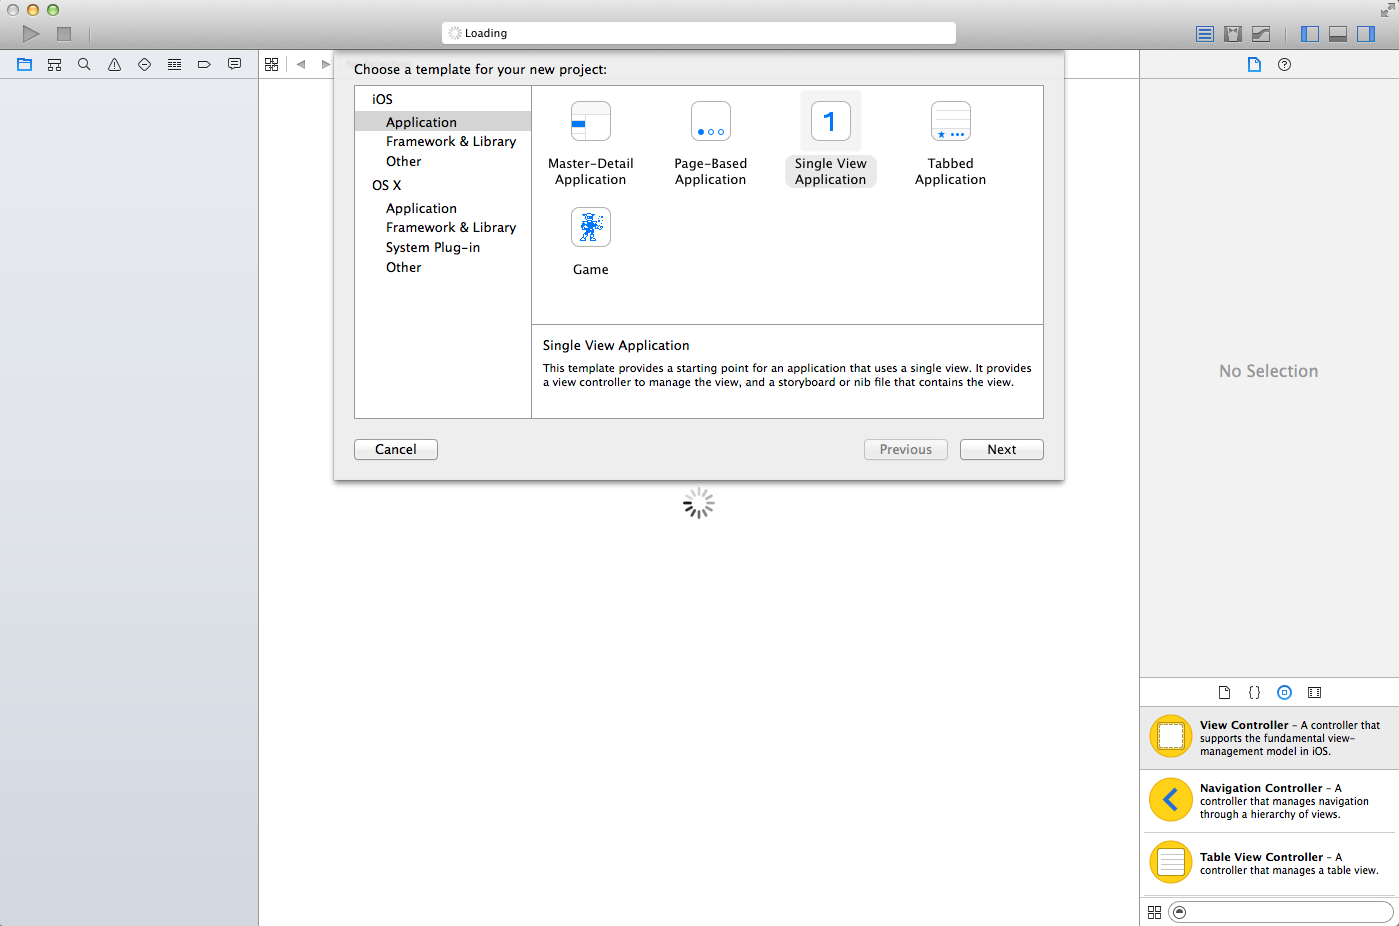 Loading
Choose a template for your new project:
iOS
Application
Framework & Library
Other
OS X
Application
Framework & Library
System Plug-in
Other
Master-Detail
Application
Page-Based
Application
1
Single View
Application
Tabbed
Application
Game
Single View Application
This template provides a starting point for an application that uses a single view. It provides
a view controller to manage the view, and a storyboard or nib file that contains the view.
Cancel
Previous
Next
No Selection
{}
View Controller - A controller that
supports the fundamental view-
management model in iOS.
Navigation Controller - A
controller that manages navigation
through a hierarchy of views.
Table View Controller - A
controller that manages a table view.